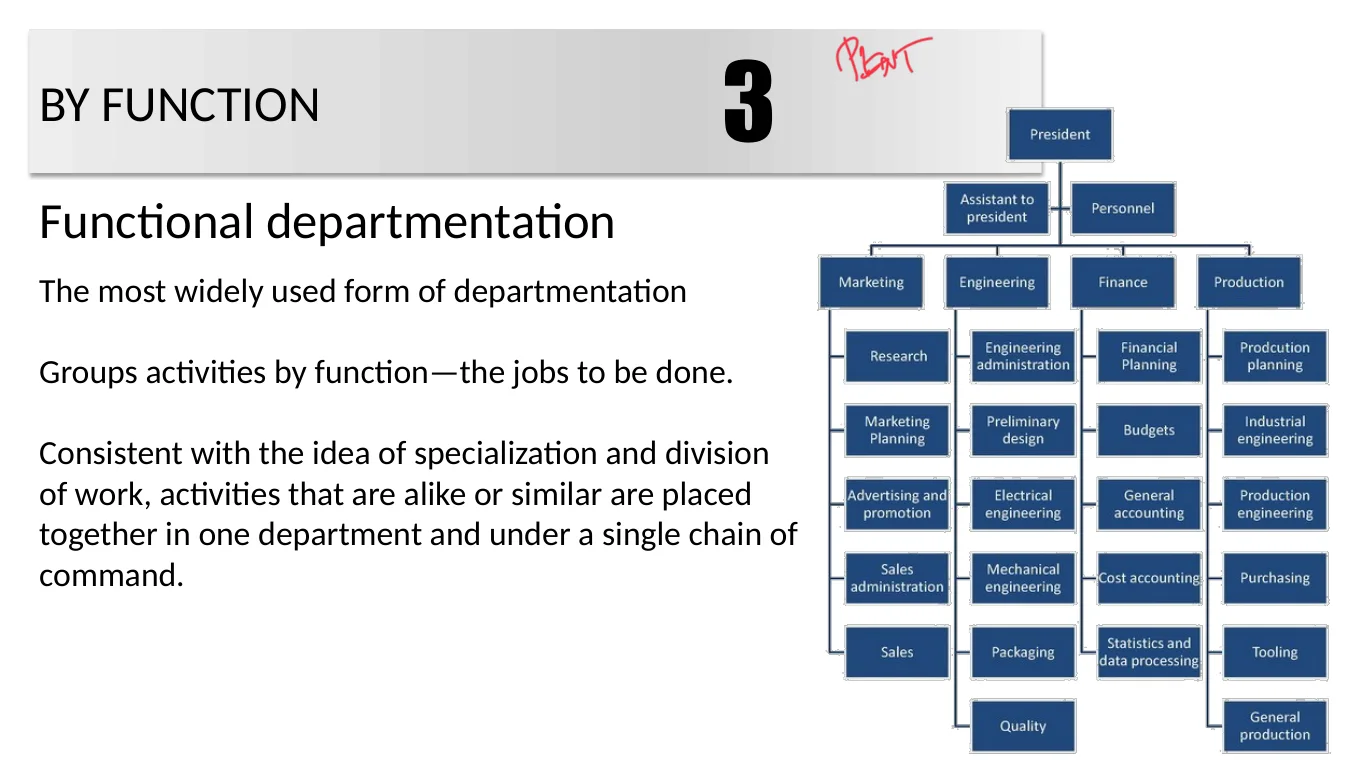 BY FUNCTION
3
Functional departmentation
The most widely used form of departmentation
Groups activities by function—the jobs to be done.
Consistent with the idea of specialization and division
of work, activities that are alike or similar are placed
together in one department and under a single chain of
command.
President
Assistant to
president
Personnel
Marketing
Engineering
Finance
Production
Research
Marketing
Planning
Advertising and
promotion
Sales
administration
Sales
Engineering
administration
Preliminary
design
Electrical
engineering
Mechanical
engineering
Packaging
Quality
Financial
Planning
Budgets
General
accounting
Cost accounting
Statistics and
data processing
Prodcution
planning
Industrial
engineering
Production
engineering
Purchasing
Tooling
General
production